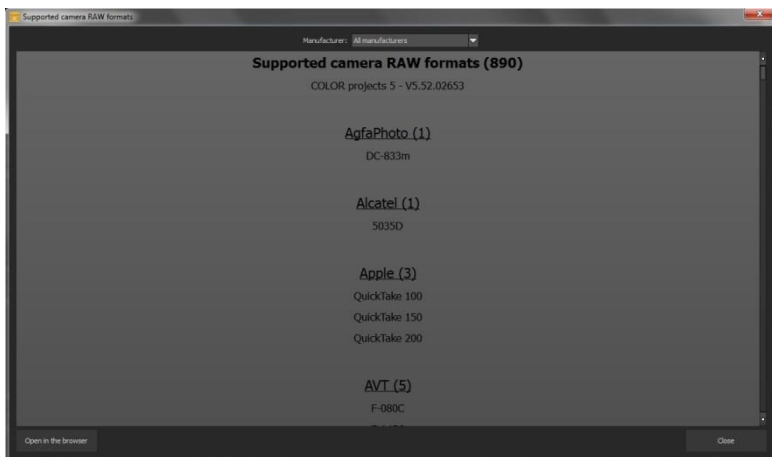 Supported camera RAW formats
Manufacturer: All manufacturers
Supported camera RAW formats (890)
COLOR projects 5 - V5.52.02653
AgfaPhoto (1)
DC-833m
Alcatel (1)
5035D
Apple (3)
QuickTake 100
QuickTake 150
QuickTake 200
AVT (5)
F-080C
Open in the browser
Close